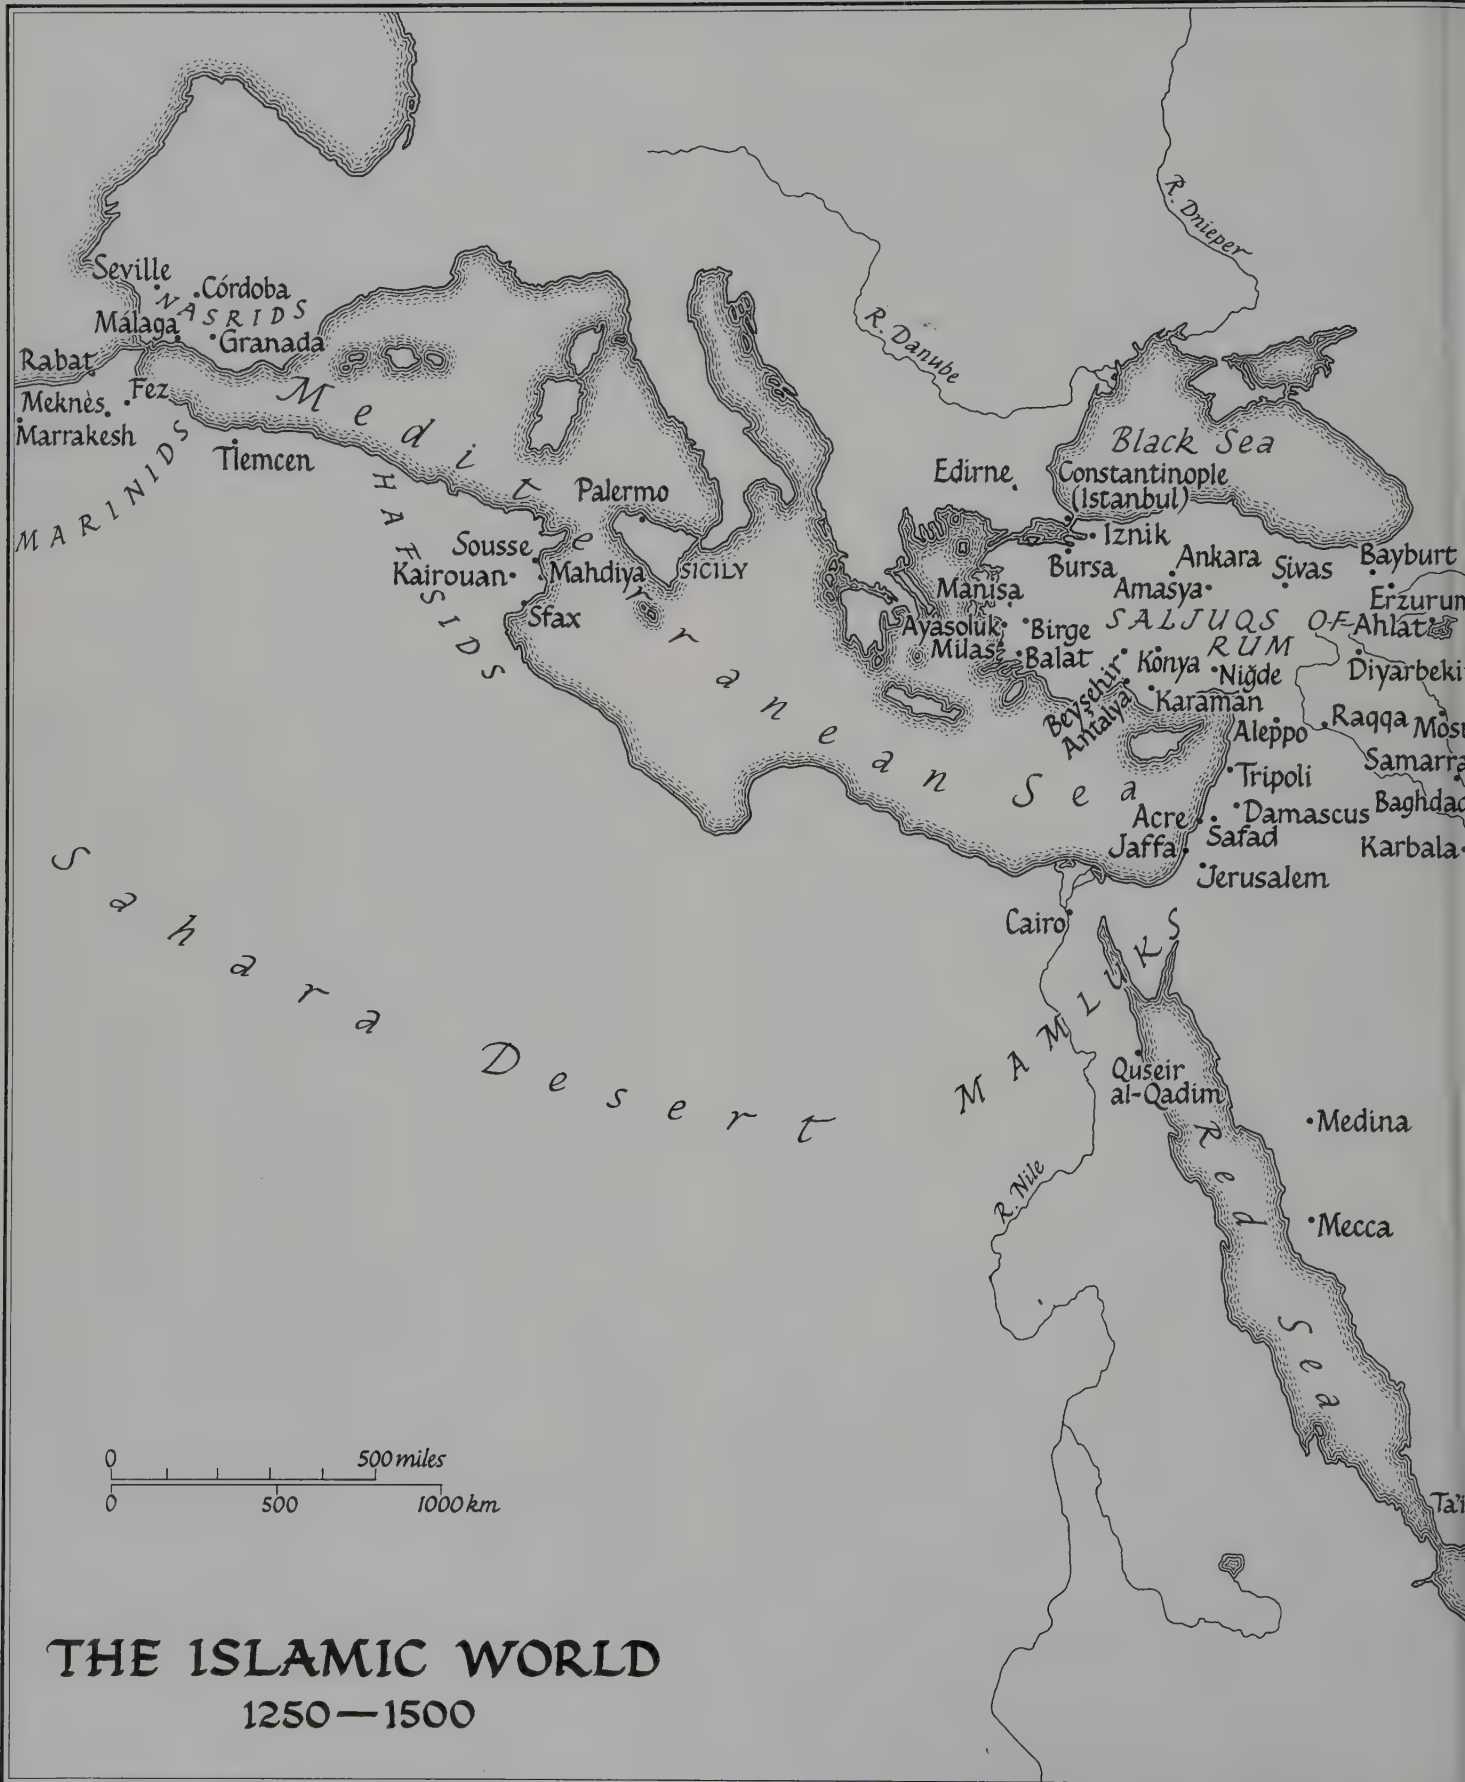 R. Dnieper
R. Danube
Seville
Córdoba
NASRIDS
Málaga
Granada
Rabat
Fez
Meknès
Marrakesh
Tlemcen
MARINIDS
HAFSIDS
Mediterranean Sea
Black Sea
Edirne
Constantinople
(Istanbul)
Palermo
SICILY
Sousse
Kairouan
Mahdiya
Sfax
Iznik
Bursa
Ankara
Amasya
Sivas
Bayburt
Erzurum
Manisa
Ayasoluk
Birge
SALJUQS OF
RUM
Ahlat
Milas
Balat
Konya
Niğde
Diyarbeki
Beyşehir
Antalya
Karaman
Aleppo
Raqqa
Mosu
Samarra
Tripoli
Damascus
Baghdad
Acre
Safad
Jaffa
Karbala
Jerusalem
Cairo
MAMLUKS
Sahara Desert
Quseir
al-Qadim
Red Sea
Medina
R. Nile
Mecca
Ta'i
0 500 miles
0 500 1000 km
THE ISLAMIC WORLD
1250—1500